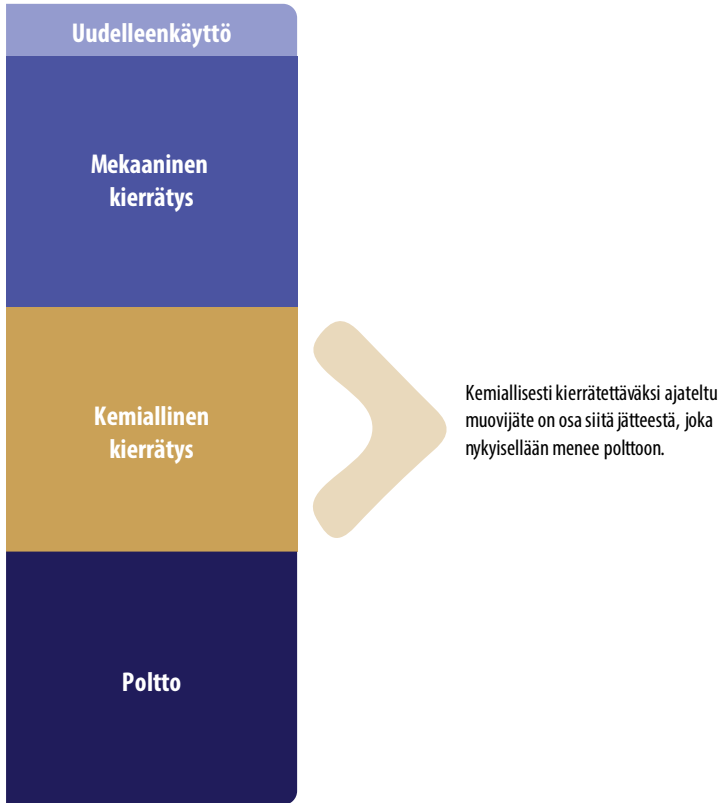 Uudelleenkäyttö
Mekaaninen
kierrätys
Kemiallinen
kierrätys
Kemiallisesti kierrätettäväksi ajateltu
muovijäte on osa siitä jätteestä, joka
nykyisellään menee polttoon.
Poltto